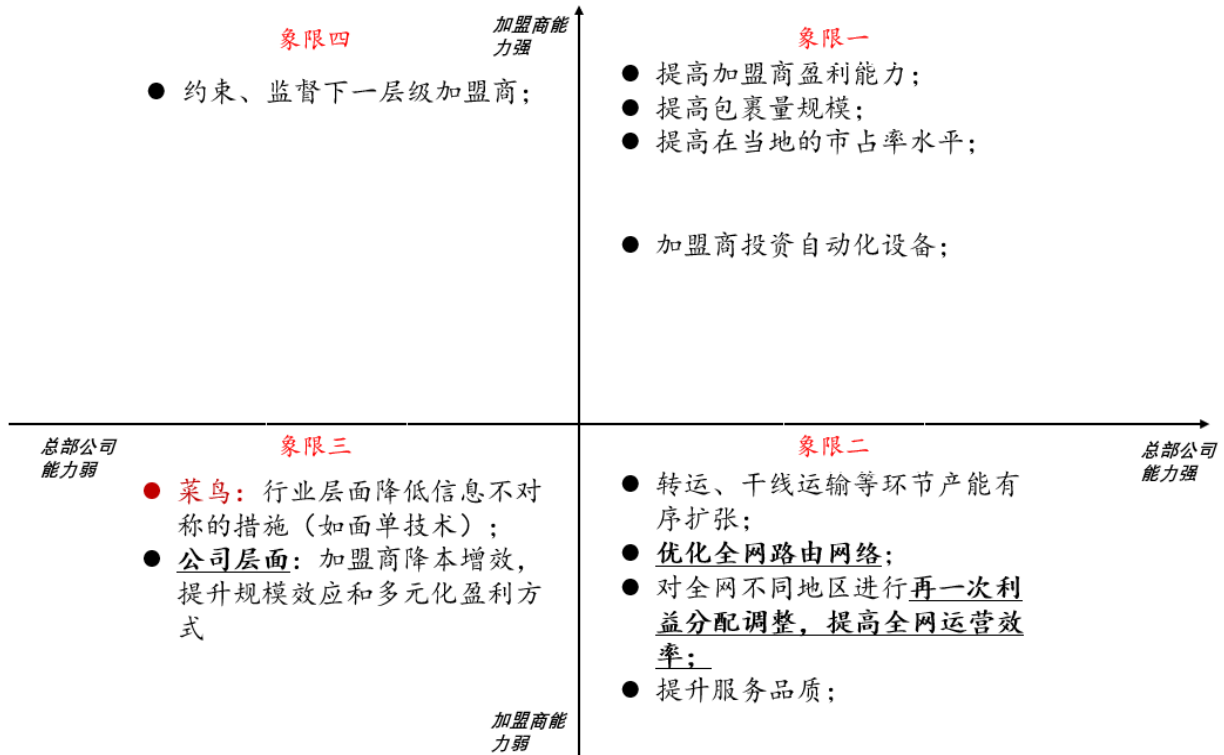 加盟商能
力强
象限四
● 约束、监督下一层级加盟商；
象限一
● 提高加盟商盈利能力；
● 提高包裹量规模；
● 提高在当地的市占率水平；
● 加盟商投资自动化设备；
总部公司
能力弱
总部公司
能力强
象限三
● 菜鸟：行业层面降低信息不对
称的措施（如面单技术）；
● 公司层面：加盟商降本增效，
提升规模效应和多元化盈利方
式
象限二
● 转运、干线运输等环节产能有
序扩张；
● 优化全网路由网络；
● 对全网不同地区进行再一次利
益分配调整，提高全网运营效
率；
● 提升服务品质；
加盟商能
力弱